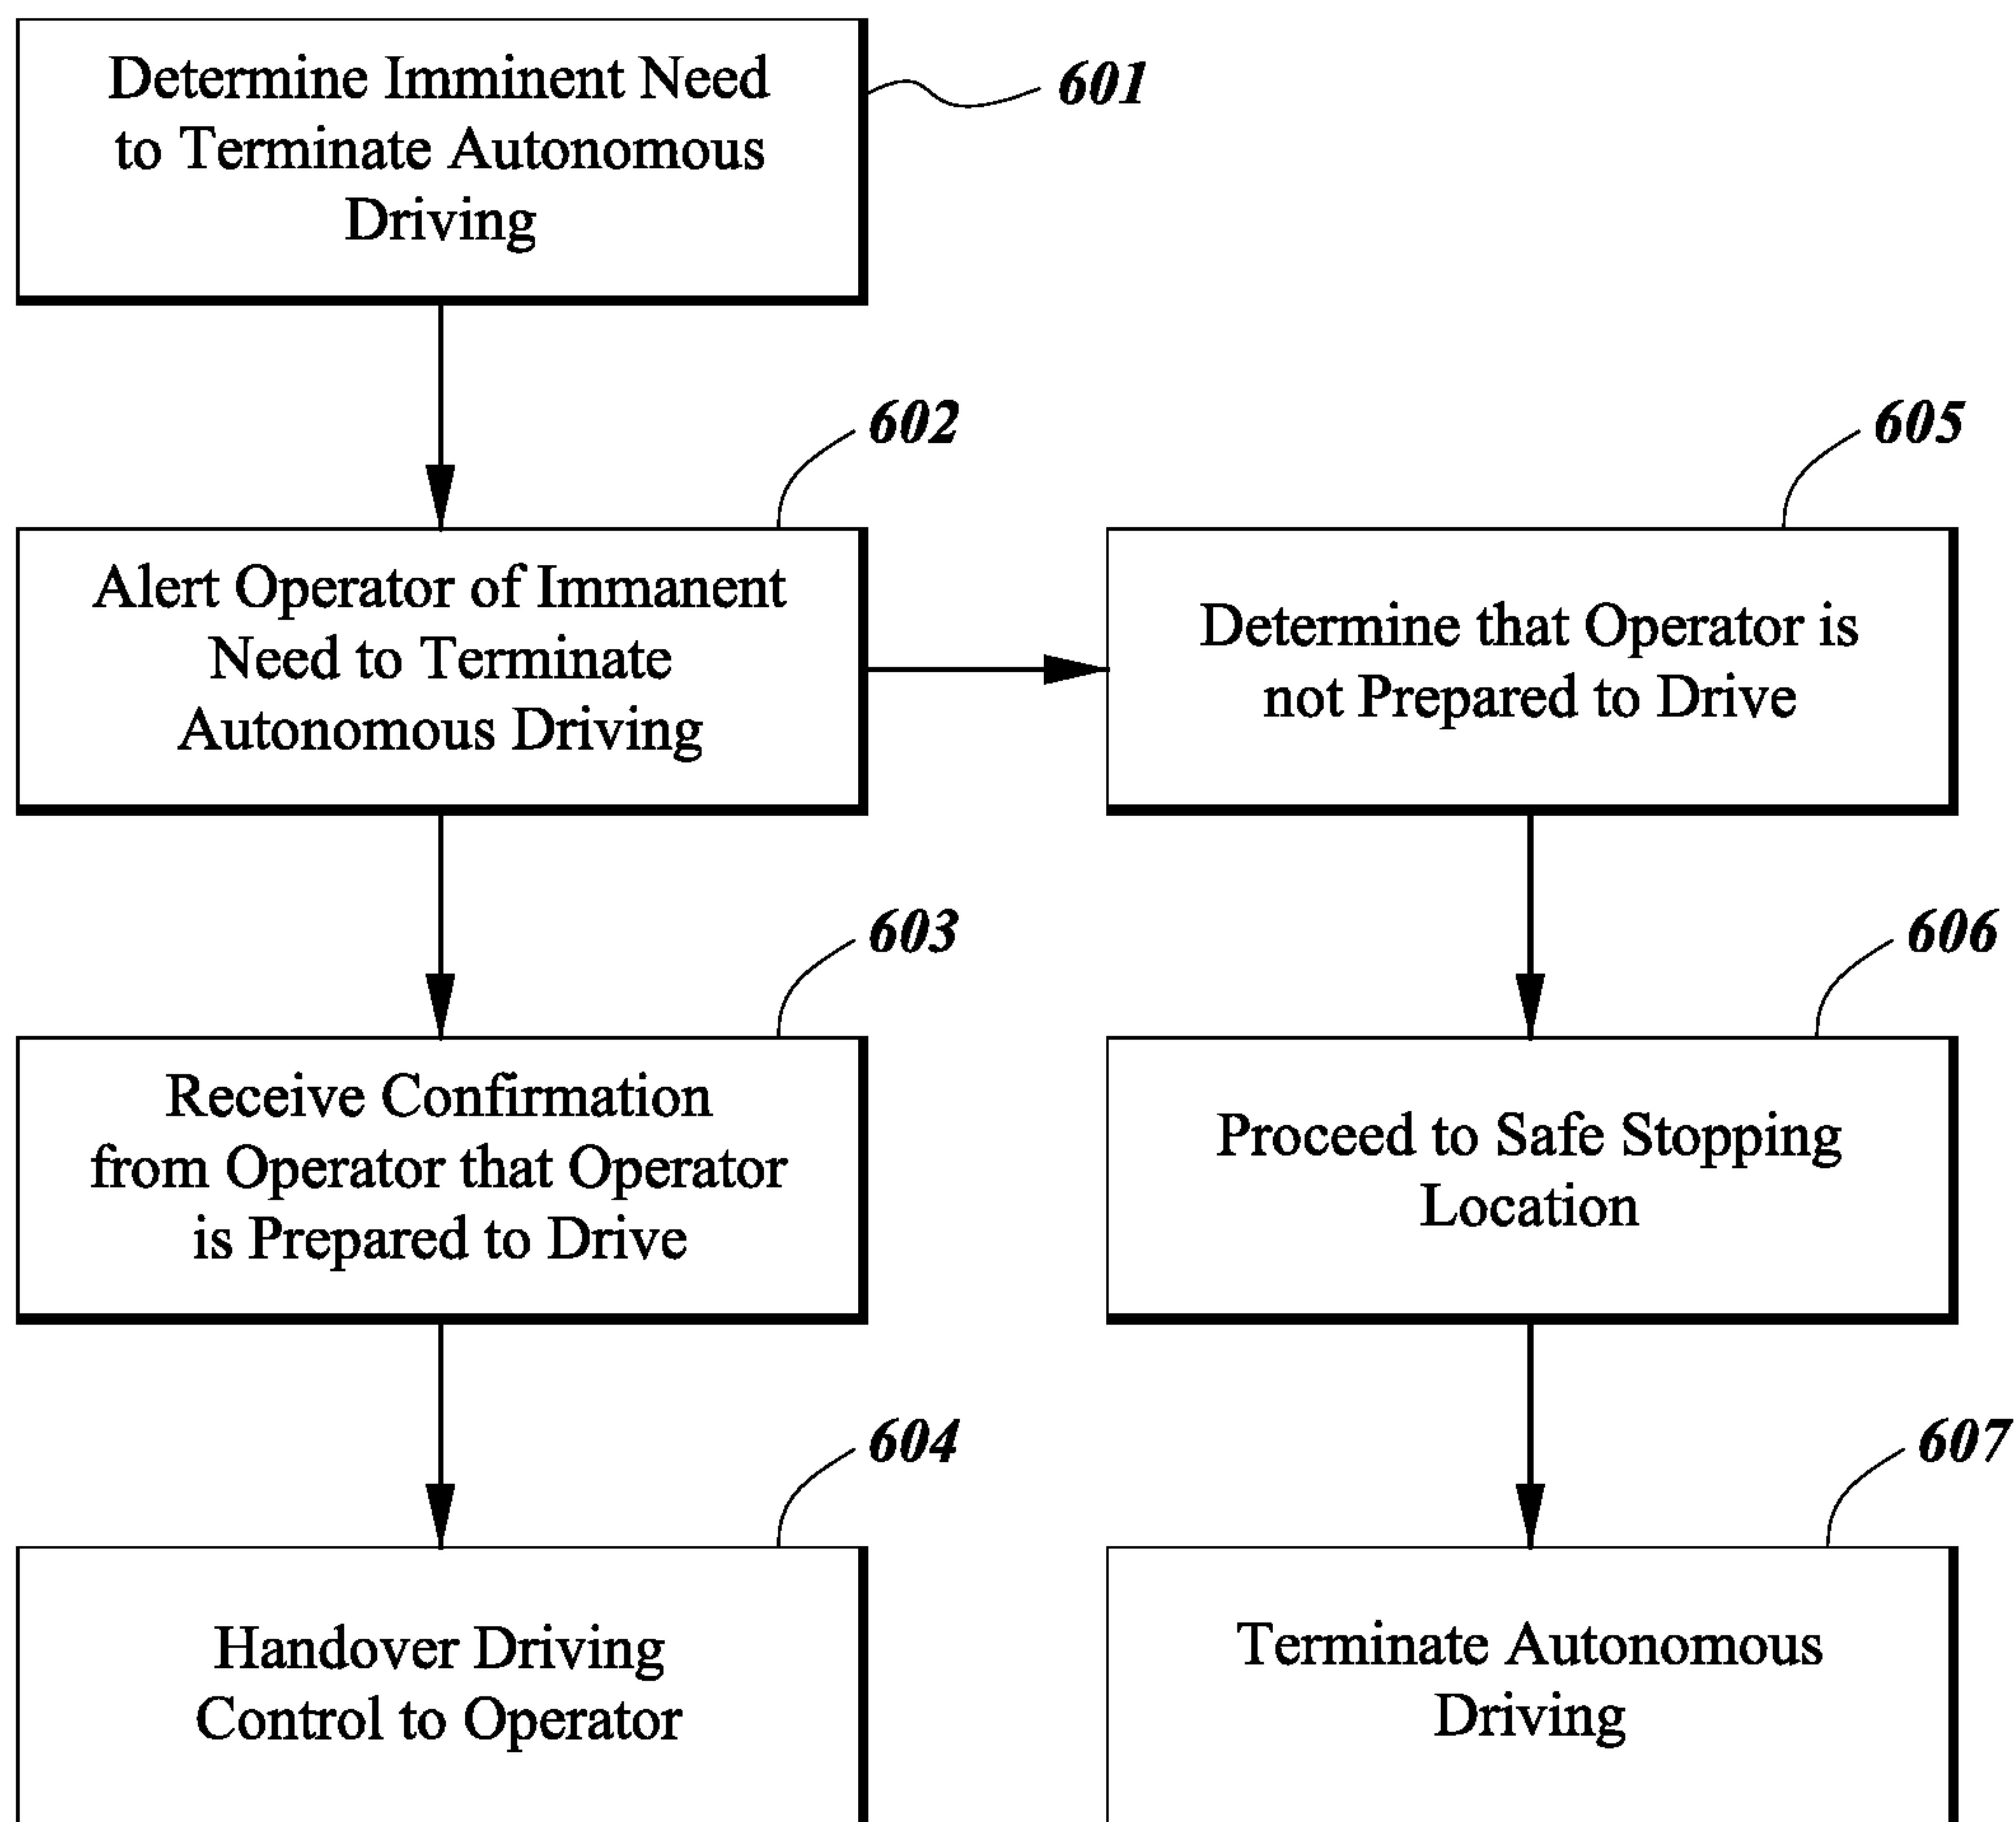 Determine Imminent Need
to Terminate Autonomous
Driving
601
602
Alert Operator of Immanent
Need to Terminate
Autonomous Driving
603
Receive Confirmation
from Operator that Operator
is Prepared to Drive
604
Handover Driving
Control to Operator
605
Determine that Operator is
not Prepared to Drive
606
Proceed to Safe Stopping
Location
607
Terminate Autonomous
Driving